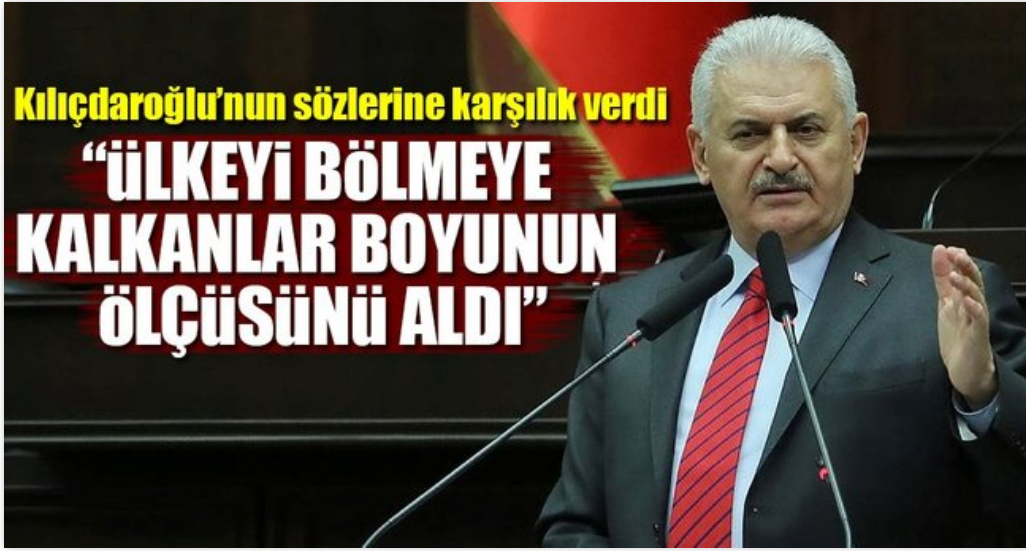 Kılıçdaroğlu’nun sözlerine karşılık verdi
“ÜLKEYİ BÖLMEYE
KALKANLAR BOYUNUN
ÖLÇÜSÜNÜ ALDI”